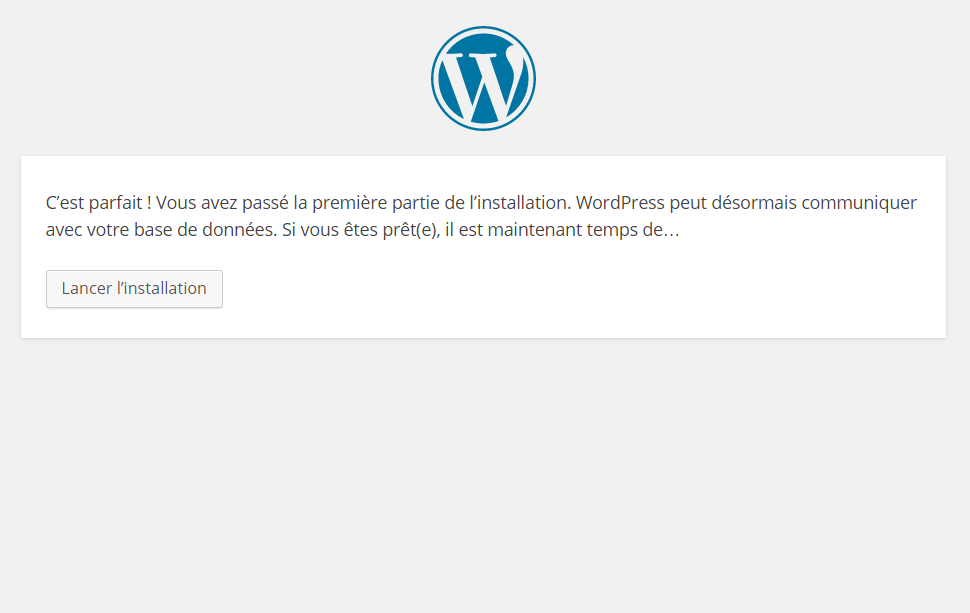 C’est parfait ! Vous avez passé la première partie de l’installation. WordPress peut désormais communiquer
avec votre base de données. Si vous êtes prêt(e), il est maintenant temps de…
Lancer l’installation